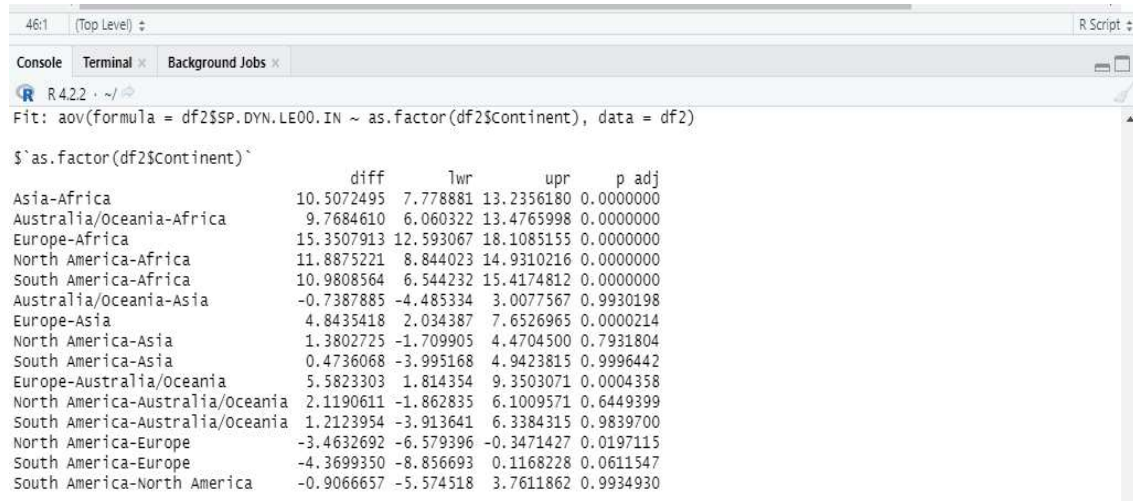 46:1 (Top Level) R Script
Console Terminal Background Jobs
R 4.2.2 · ~/
Fit: aov(formula = df2$SP.DYN.LE00.IN ~ as.factor(df2$Continent), data = df2)
$`as.factor(df2$Continent)`
diff lwr upr p adj
Asia-Africa 10.5072495 7.778881 13.2356180 0.0000000
Australia/Oceania-Africa 9.7684610 6.060322 13.4765998 0.0000000
Europe-Africa 15.3507913 12.593067 18.1085155 0.0000000
North America-Africa 11.8875221 8.844023 14.9310216 0.0000000
South America-Africa 10.9808564 6.544232 15.4174812 0.0000000
Australia/Oceania-Asia -0.7387885 -4.485334 3.0077567 0.9930198
Europe-Asia 4.8435418 2.034387 7.6526965 0.0000214
North America-Asia 1.3802725 -1.709905 4.4704500 0.7931804
South America-Asia 0.4736068 -3.995168 4.9423815 0.9996442
Europe-Australia/Oceania 5.5823303 1.814354 9.3503071 0.0004358
North America-Australia/Oceania 2.1190611 -1.862835 6.1009571 0.6449399
South America-Australia/Oceania 1.2123954 -3.913641 6.3384315 0.9839700
North America-Europe -3.4632692 -6.579396 -0.3471427 0.0197115
South America-Europe -4.3699350 -8.856693 0.1168228 0.0611547
South America-North America -0.9066657 -5.574518 3.7611862 0.9934930